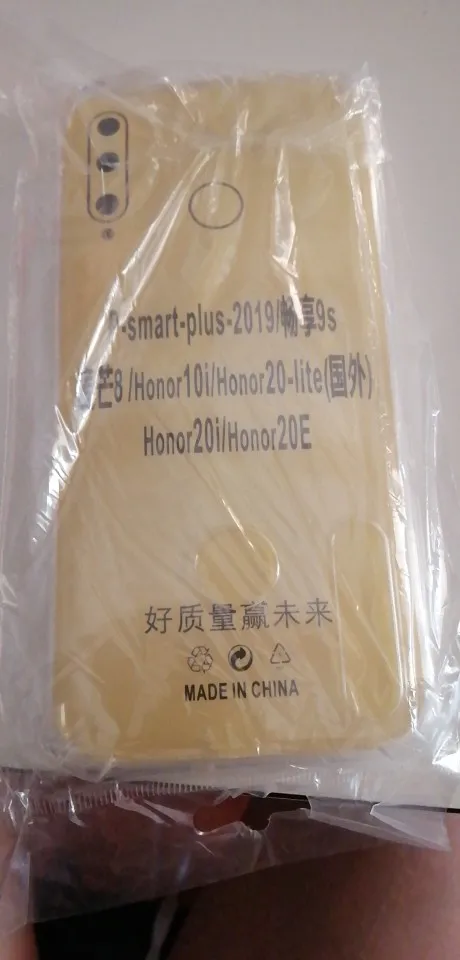 P-smart-plus-2019/畅享9s
芒8 /Honor10i/Honor20-lite(国外)
Honor20i/Honor20E
好质量赢未来
MADE IN CHINA